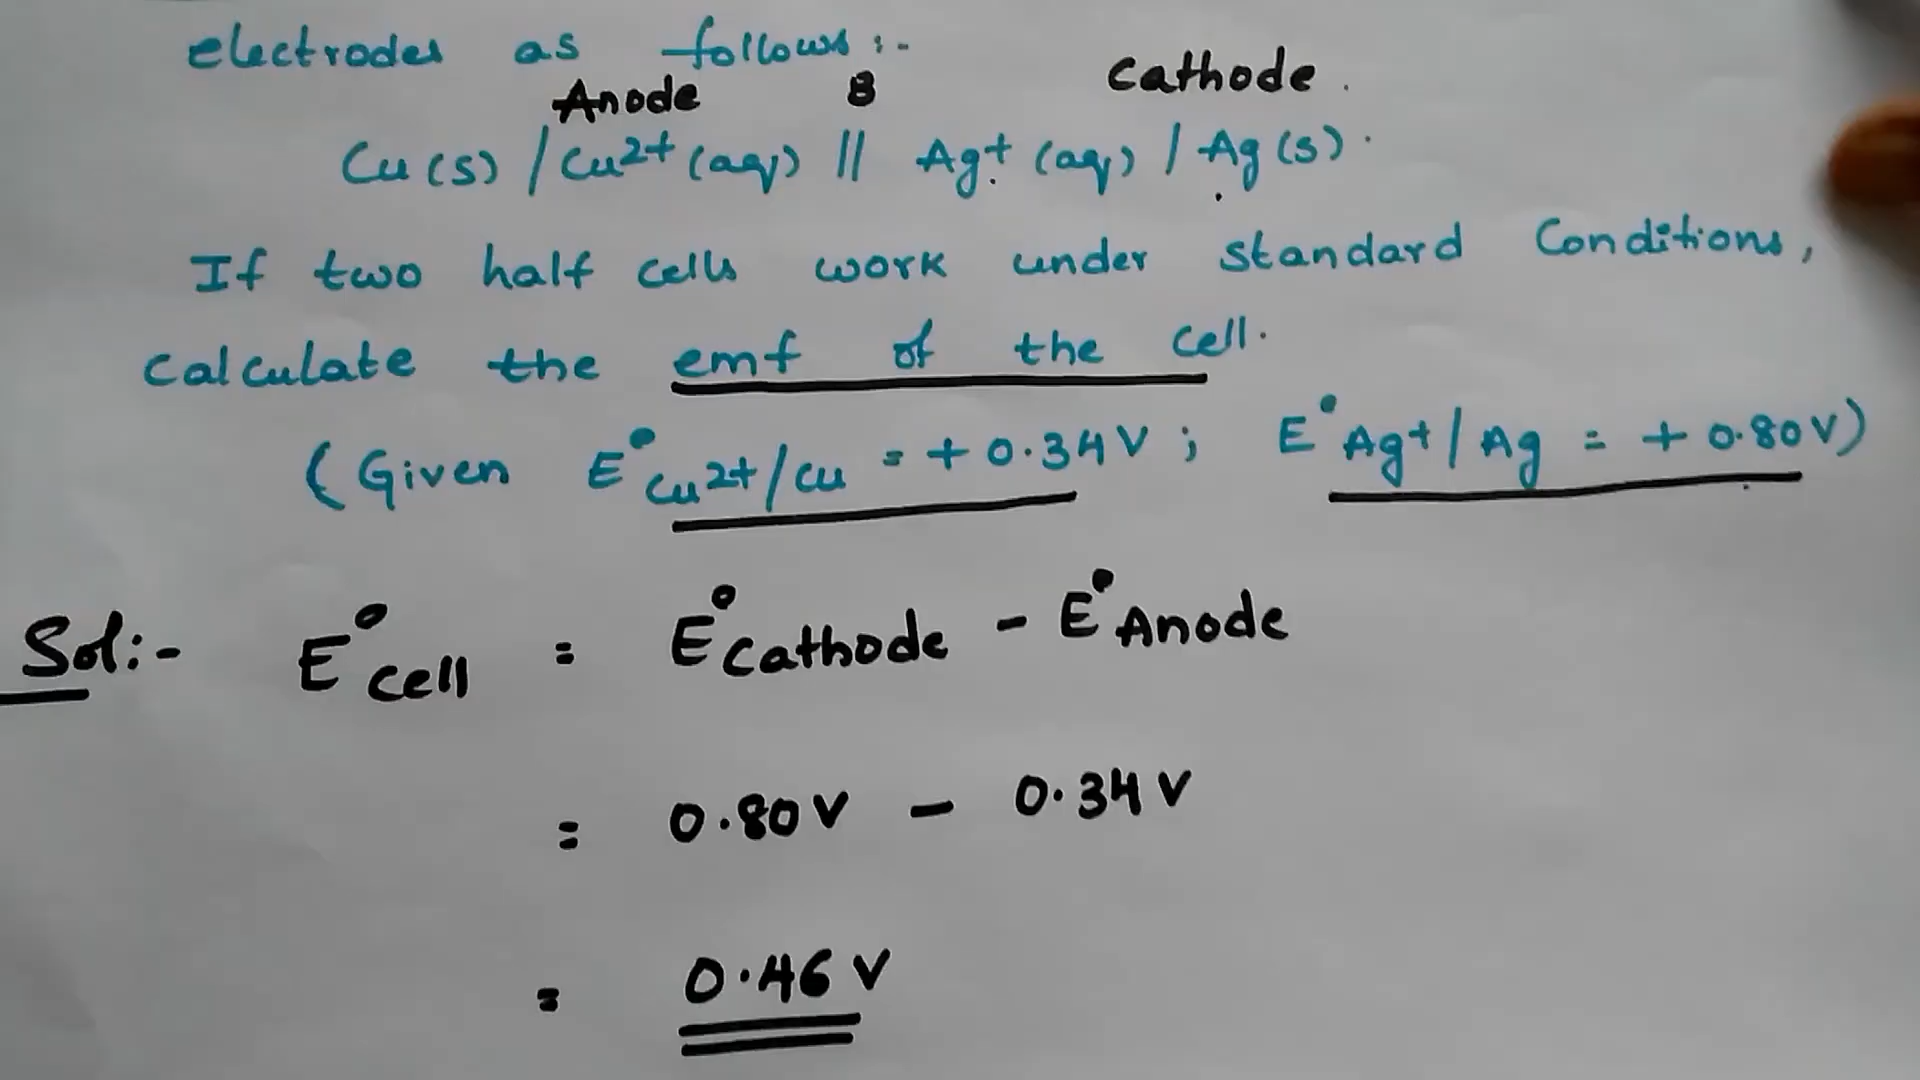 electrodes as follows:-
Anode 8 Cathode.
Cu(s) / Cu2+ (aq) || Ag+ (aq) / Ag (s).
If two half cells work under standard Conditions,
Calculate the emf of the cell.
(Given E° Cu2+/Cu = +0.34V; E° Ag+/Ag = +0.80V)
Sol:- E° cell = E° Cathode - E° Anode
= 0.80V - 0.34V
= 0.46V